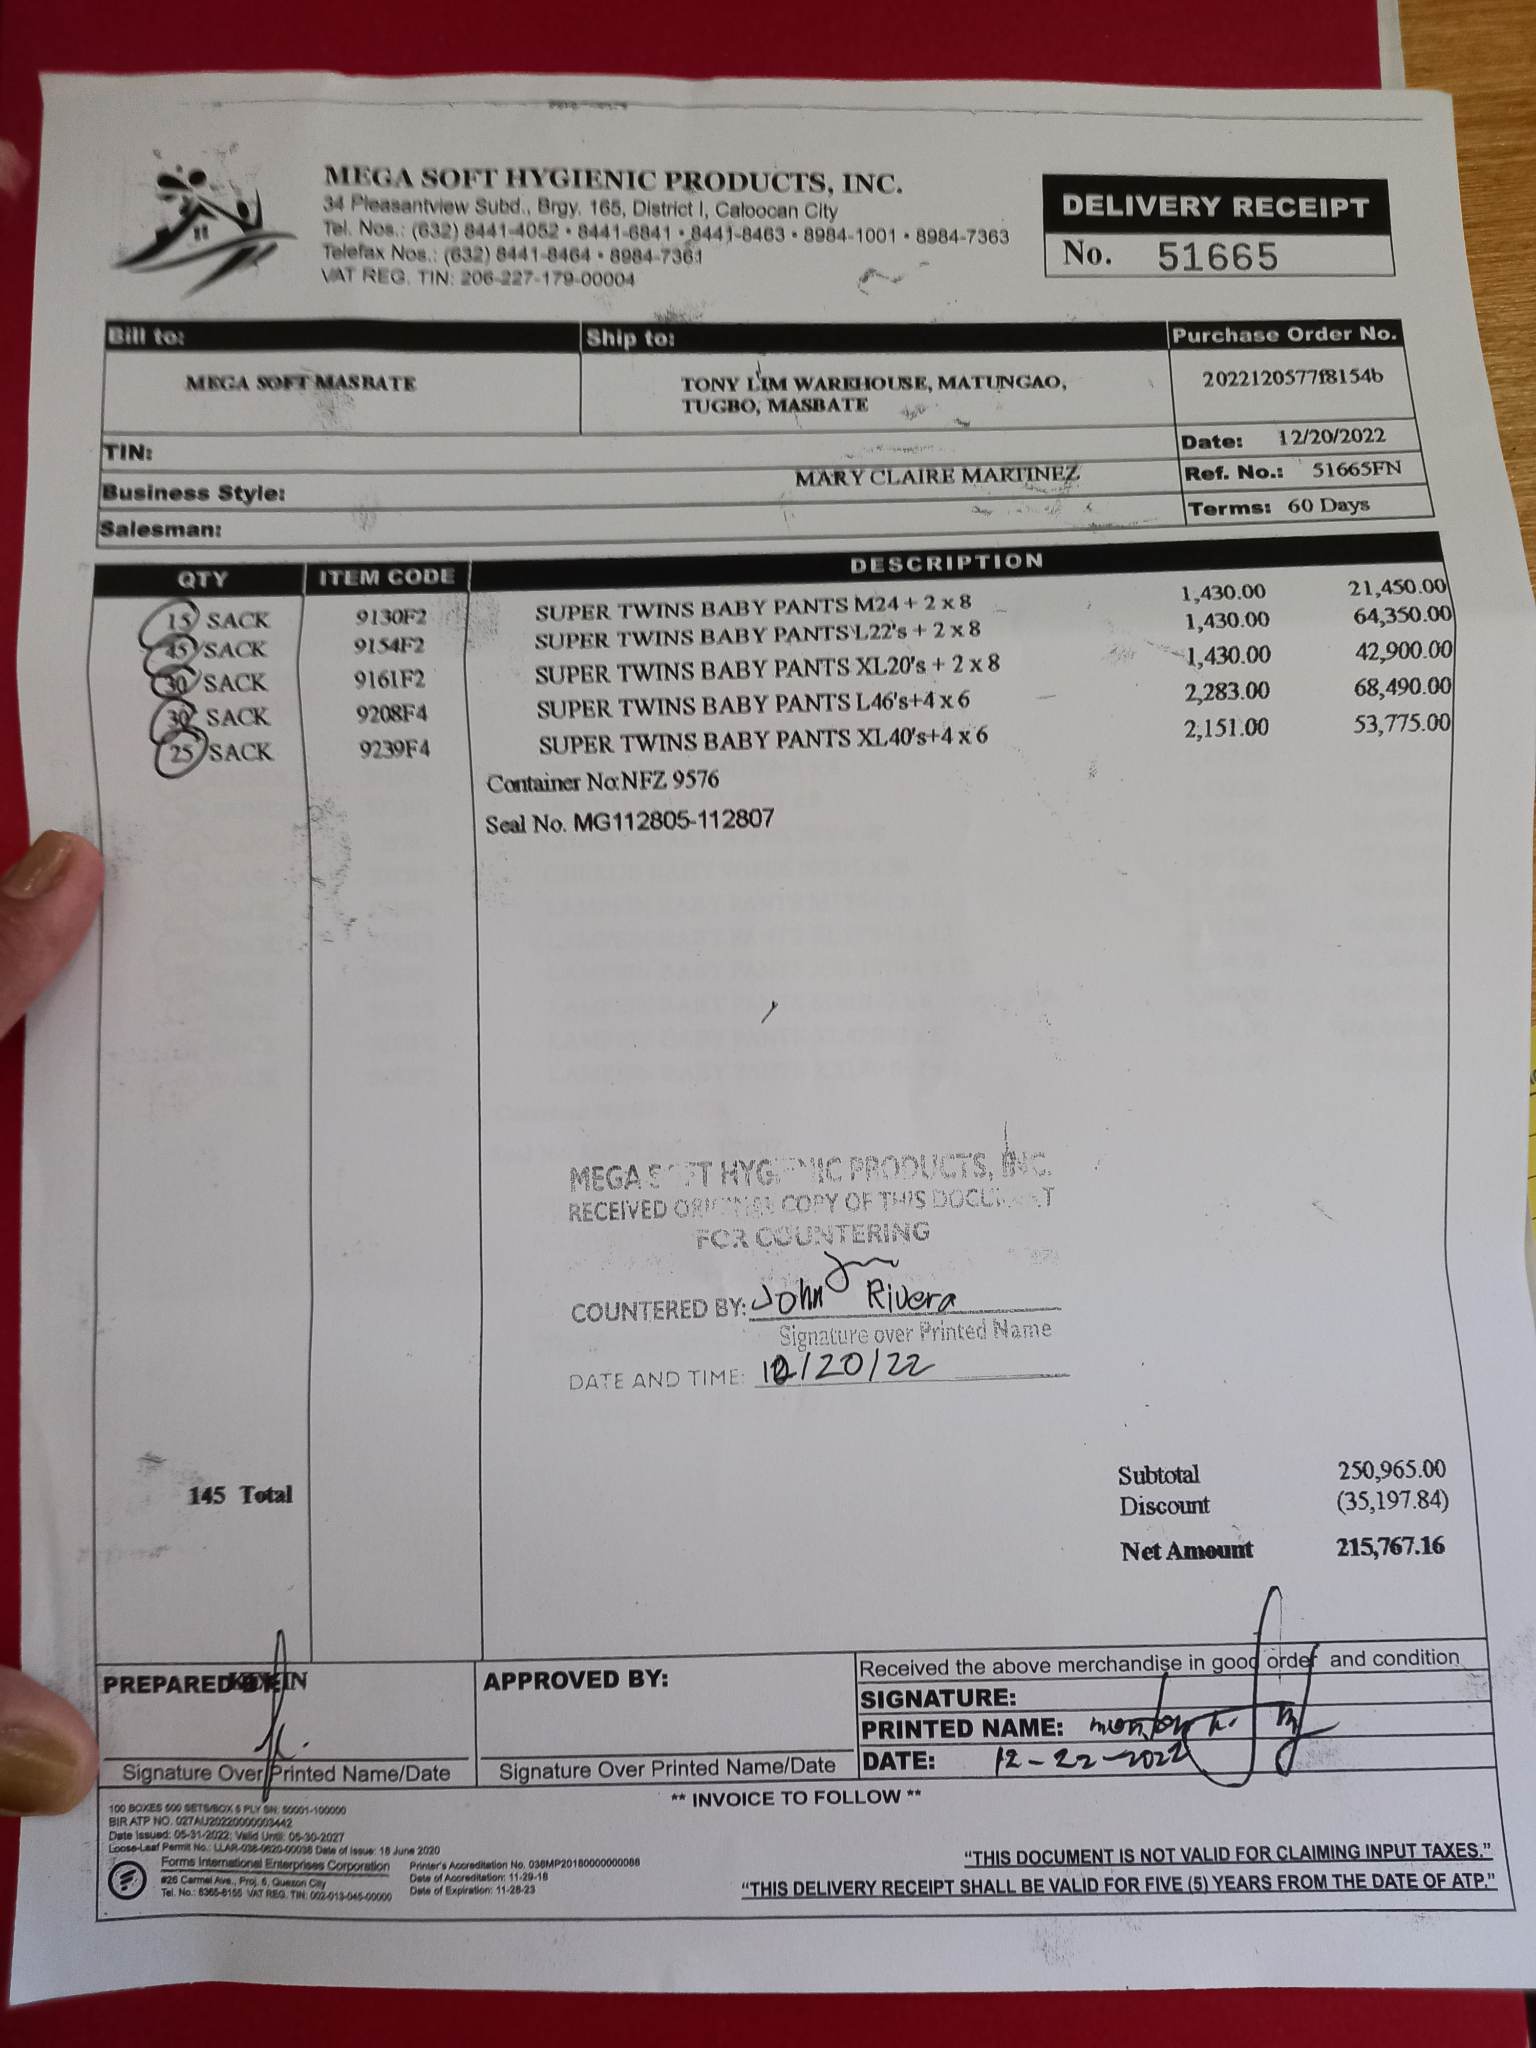 MEGA SOFT HYGIENIC PRODUCTS, INC.
34 Pleasantview Subd., Brgy. 165, District I, Caloocan City
Tel. Nos.: (632) 8441-4052 • 8441-6841 • 8441-8463 • 8984-1001 • 8984-7363
Telefax Nos.: (632) 8441-8464 • 8984-7361
VAT REG. TIN: 206-227-179-00004
DELIVERY RECEIPT
No. 51665
Bill to: Ship to: Purchase Order No.
MEGA SOFT MASBATE TONY LIM WAREHOUSE, MATUNGAO, 2022120577f8154b
TUGBO, MASBATE
TIN: Date: 12/20/2022
Business Style: MARY CLAIRE MARTINEZ Ref. No.: 51665FN
Salesman: Terms: 60 Days
QTY ITEM CODE DESCRIPTION
15 SACK 9130F2 SUPER TWINS BABY PANTS M24 + 2 x 8 1,430.00 21,450.00
45 SACK 9154F2 SUPER TWINS BABY PANTS L22's + 2 x 8 1,430.00 64,350.00
30 SACK 9161F2 SUPER TWINS BABY PANTS XL20's + 2 x 8 1,430.00 42,900.00
30 SACK 9208F4 SUPER TWINS BABY PANTS L46's+4 x 6 2,283.00 68,490.00
25 SACK 9239F4 SUPER TWINS BABY PANTS XL40's+4 x 6 2,151.00 53,775.00
Container No:NFZ 9576
Seal No. MG112805-112807
MEGA SOFT HYGIENIC PRODUCTS, INC.
RECEIVED ORIGINAL COPY OF THIS DOCUMENT
FOR COUNTERING
COUNTERED BY: John Rivera
Signature over Printed Name
DATE AND TIME: 12/20/22
Subtotal 250,965.00
145 Total Discount (35,197.84)
Net Amount 215,767.16
PREPARED BY: APPROVED BY: Received the above merchandise in good order and condition
SIGNATURE:
PRINTED NAME:
DATE: 12-22-2022
Signature Over Printed Name/Date Signature Over Printed Name/Date
** INVOICE TO FOLLOW **
100 BOXES 500 SETS/BOX 5 PLY SN: 50001-100000
BIR ATP NO. 027AU20220000003442
Date Issued: 05-31-2022; Valid Until: 05-30-2027
Loose-Leaf Permit No.: LLAR-038-0620-00036 Date of Issue: 18 June 2020
Forms International Enterprises Corporation Printer's Accreditation No. 038MP20180000000088
#26 Carmel Ave., Proj. 6, Quezon City Date of Accreditation: 11-29-18
Tel. No.: 8365-8155 VAT REG. TIN: 002-013-045-00000 Date of Expiration: 11-28-23
"THIS DOCUMENT IS NOT VALID FOR CLAIMING INPUT TAXES."
"THIS DELIVERY RECEIPT SHALL BE VALID FOR FIVE (5) YEARS FROM THE DATE OF ATP."